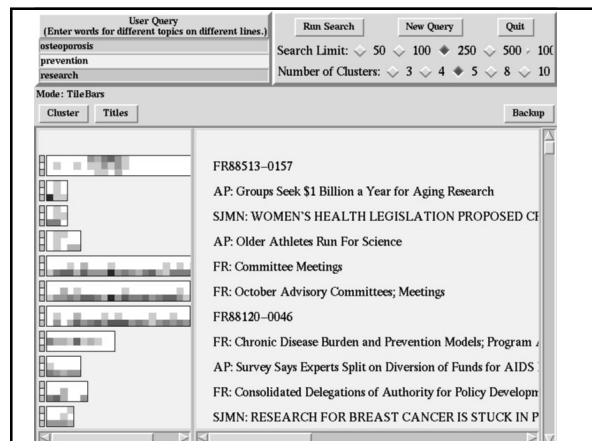 User Query
(Enter words for different topics on different lines.)
osteoporosis
prevention
research
Run Search
New Query
Quit
Search Limit: 50 100 250 500 100
Number of Clusters: 3 4 5 8 10
Mode: TileBars
Cluster
Titles
Backup
FR88513-0157
AP: Groups Seek $1 Billion a Year for Aging Research
SJMN: WOMEN'S HEALTH LEGISLATION PROPOSED
AP: Older Athletes Run For Science
FR: Committee Meetings
FR: October Advisory Committees; Meetings
FR88120-0046
FR: Chronic Disease Burden and Prevention Models; Program
AP: Survey Says Experts Split on Diversion of Funds for AIDS
FR: Consolidated Delegations of Authority for Policy Developm
SJMN: RESEARCH FOR BREAST CANCER IS STUCK IN P